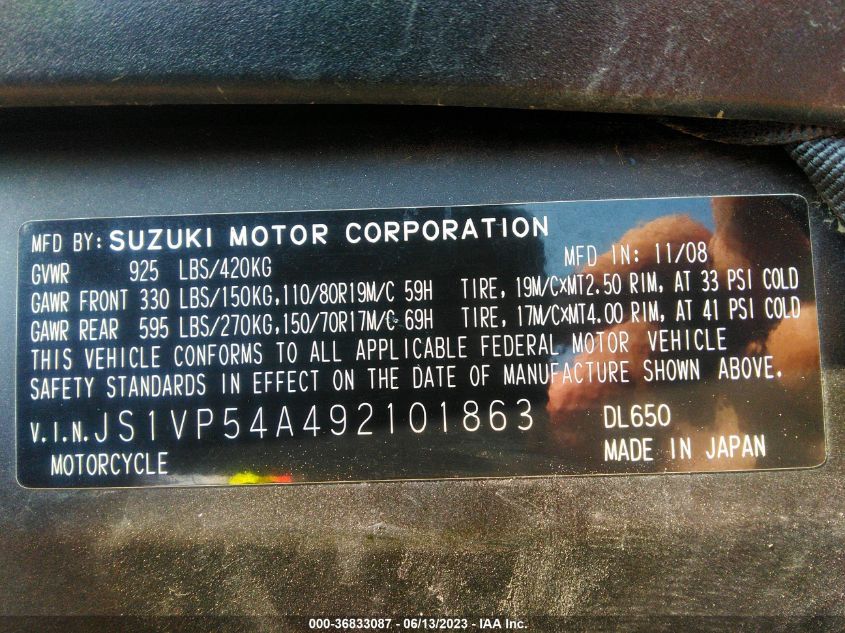 MFD BY: SUZUKI MOTOR CORPORATION
MFD IN: 11/08
GVWR 925 LBS/420KG
GAWR FRONT 330 LBS/150KG,110/80R19M/C 59H TIRE, 19M/C×MT2.50 RIM, AT 33 PSI COLD
GAWR REAR 595 LBS/270KG,150/70R17M/C 69H TIRE, 17M/C×MT4.00 RIM, AT 41 PSI COLD
THIS VEHICLE CONFORMS TO ALL APPLICABLE FEDERAL MOTOR VEHICLE
SAFETY STANDARDS IN EFFECT ON THE DATE OF MANUFACTURE SHOWN ABOVE.
V.I.N. JS1VP54A492101863 DL650
MOTORCYCLE MADE IN JAPAN
000-36833087 - 06/13/2023 - IAA Inc.